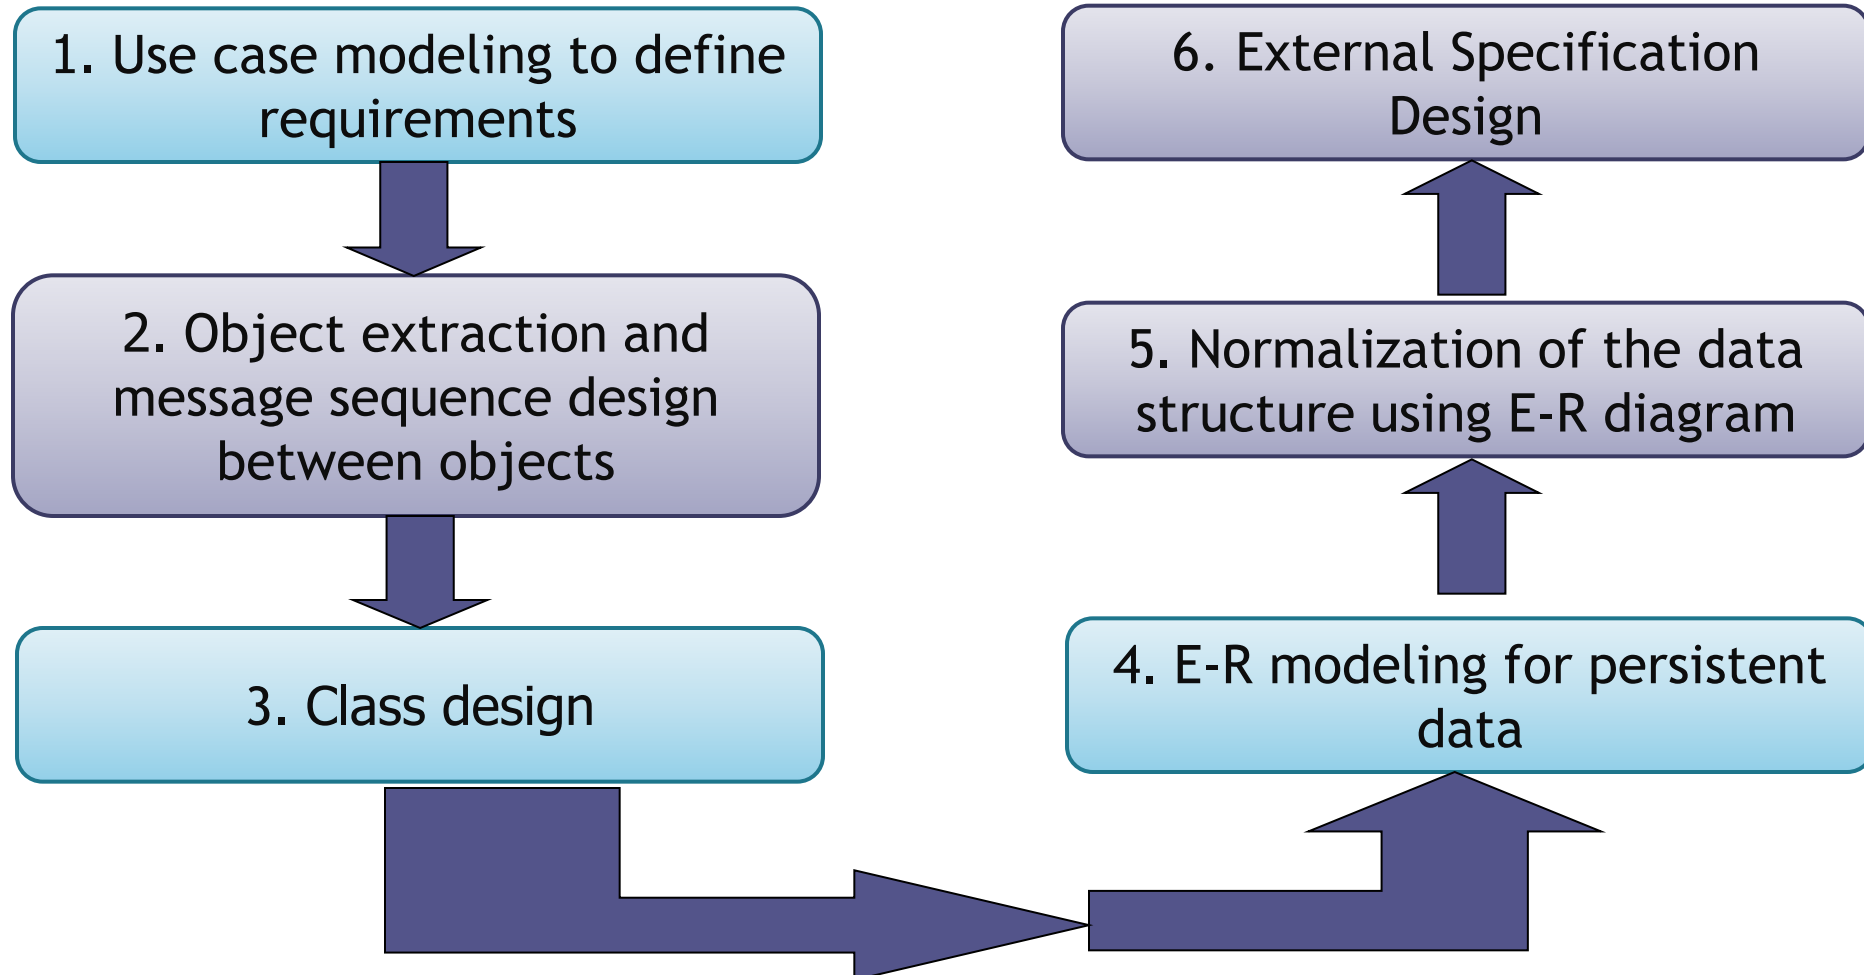 1. Use case modeling to define
requirements
2. Object extraction and
message sequence design
between objects
3. Class design
4. E-R modeling for persistent
data
5. Normalization of the data
structure using E-R diagram
6. External Specification
Design